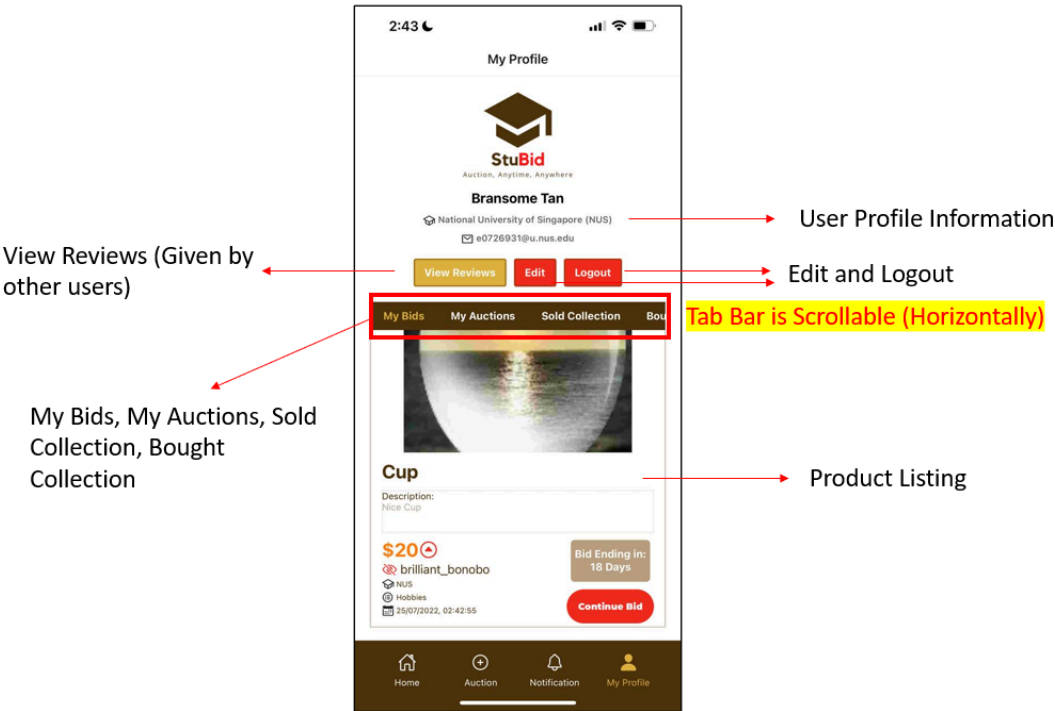 2:43
My Profile
StuBid
Auction, Anytime, Anywhere
Bransome Tan
National University of Singapore (NUS)
e0726931@u.nus.edu
View Reviews
Edit
Logout
My Bids
My Auctions
Sold Collection
Bou
Cup
Description:
Nice Cup
$20
brilliant_bonobo
NUS
Hobbies
25/07/2022, 02:42:55
Bid Ending in:
18 Days
Continue Bid
Home
Auction
Notification
My Profile
View Reviews (Given by
other users)
My Bids, My Auctions, Sold
Collection, Bought
Collection
User Profile Information
Edit and Logout
Tab Bar is Scrollable (Horizontally)
Product Listing